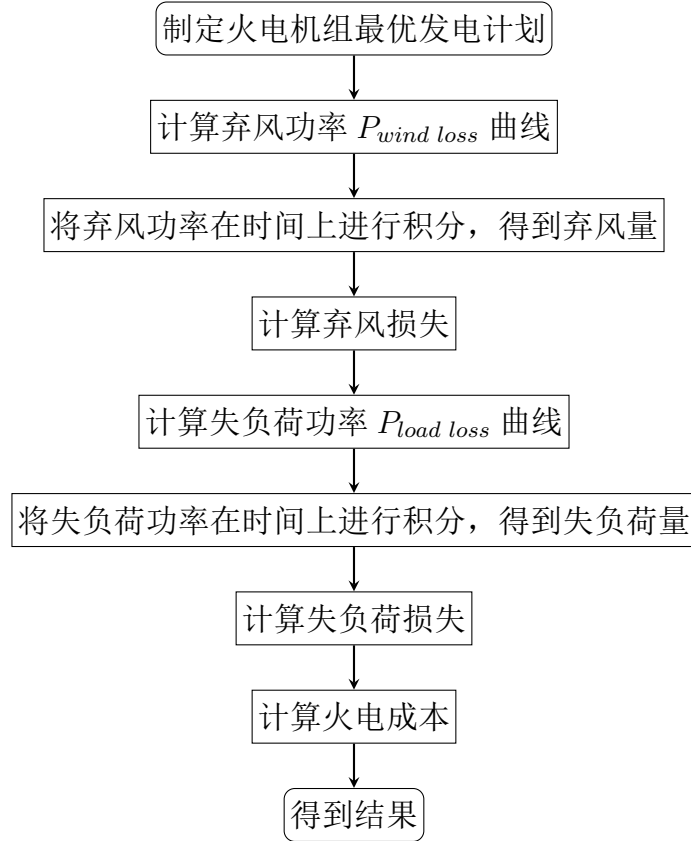 制定火电机组最优发电计划
计算弃风功率 P_{wind loss} 曲线
将弃风功率在时间上进行积分，得到弃风量
计算弃风损失
计算失负荷功率 P_{load loss} 曲线
将失负荷功率在时间上进行积分，得到失负荷量
计算失负荷损失
计算火电成本
得到结果